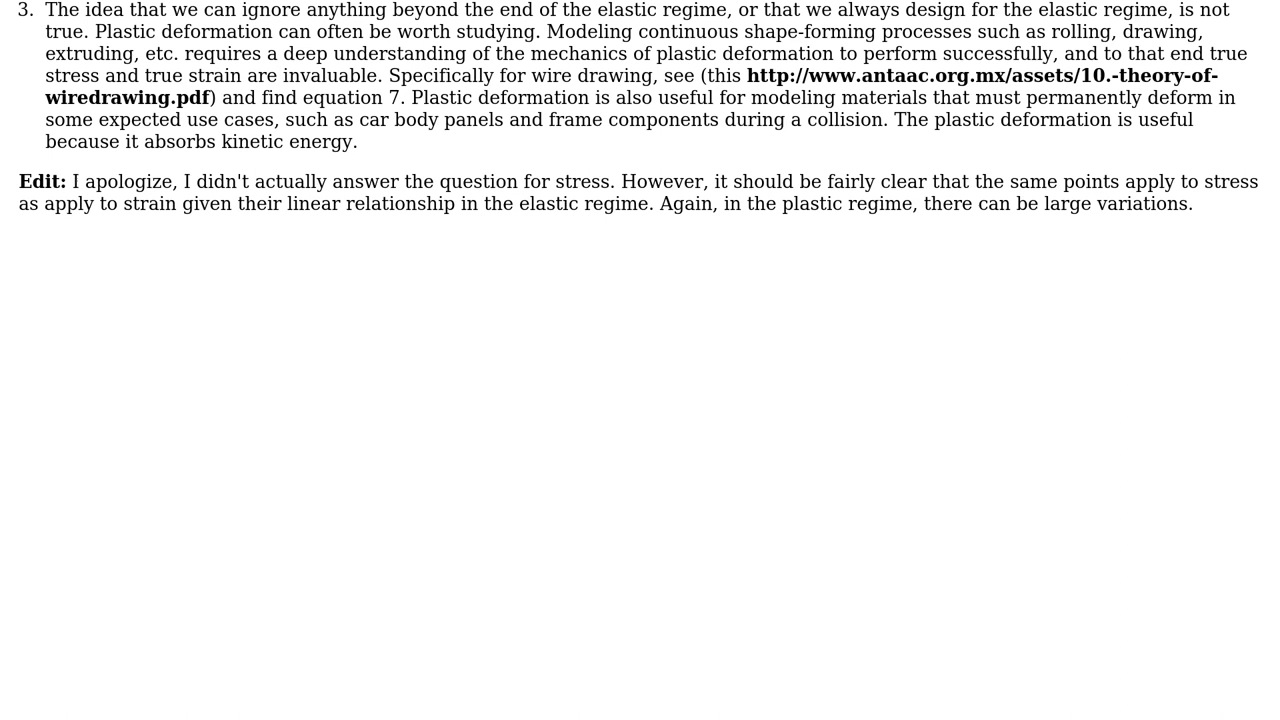 3. The idea that we can ignore anything beyond the end of the elastic regime, or that we always design for the elastic regime, is not
true. Plastic deformation can often be worth studying. Modeling continuous shape-forming processes such as rolling, drawing,
extruding, etc. requires a deep understanding of the mechanics of plastic deformation to perform successfully, and to that end true
stress and true strain are invaluable. Specifically for wire drawing, see (this http://www.antaac.org.mx/assets/10.-theory-of-
wiredrawing.pdf) and find equation 7. Plastic deformation is also useful for modeling materials that must permanently deform in
some expected use cases, such as car body panels and frame components during a collision. The plastic deformation is useful
because it absorbs kinetic energy.
Edit: I apologize, I didn't actually answer the question for stress. However, it should be fairly clear that the same points apply to stress
as apply to strain given their linear relationship in the elastic regime. Again, in the plastic regime, there can be large variations.